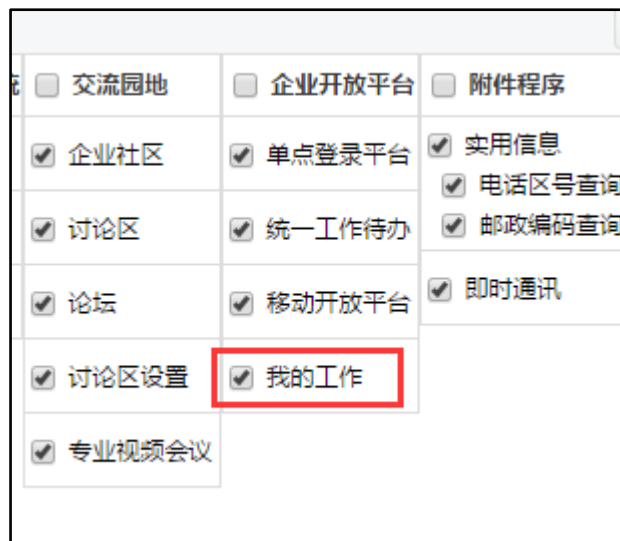 交流园地
企业社区
讨论区
论坛
讨论区设置
专业视频会议
企业开放平台
单点登录平台
统一工作待办
移动开放平台
我的工作
附件程序
实用信息
电话区号查询
邮政编码查询
即时通讯